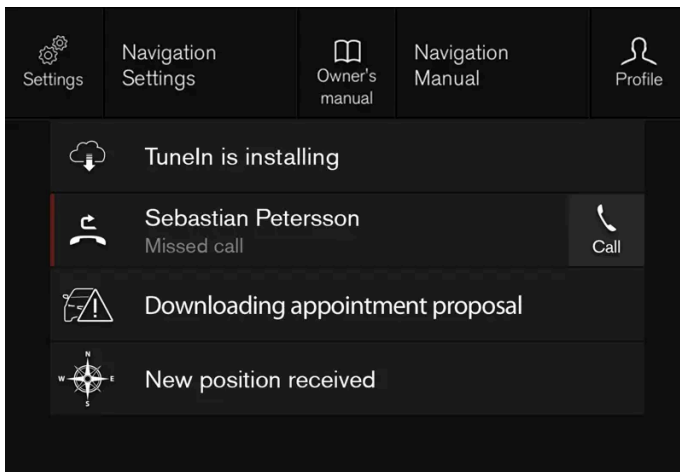 Settings
Navigation
Settings
Owner's
manual
Navigation
Manual
Profile
TuneIn is installing
Sebastian Petersson
Missed call
Call
Downloading appointment proposal
N
W
E
S
New position received